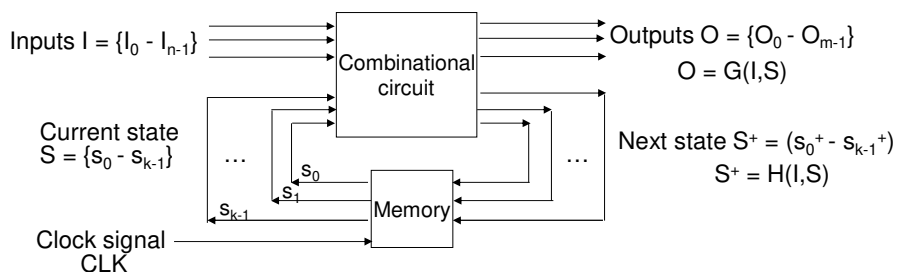 Inputs I = {I₀ - Iₙ₋₁}
Combinational
circuit
Outputs O = {O₀ - Oₘ₋₁}
O = G(I,S)
Current state
S = {s₀ - sₖ₋₁}
...
...
Next state S⁺ = (s₀⁺ - sₖ₋₁⁺)
S⁺ = H(I,S)
s₀
s₁
sₖ₋₁
Memory
Clock signal
CLK